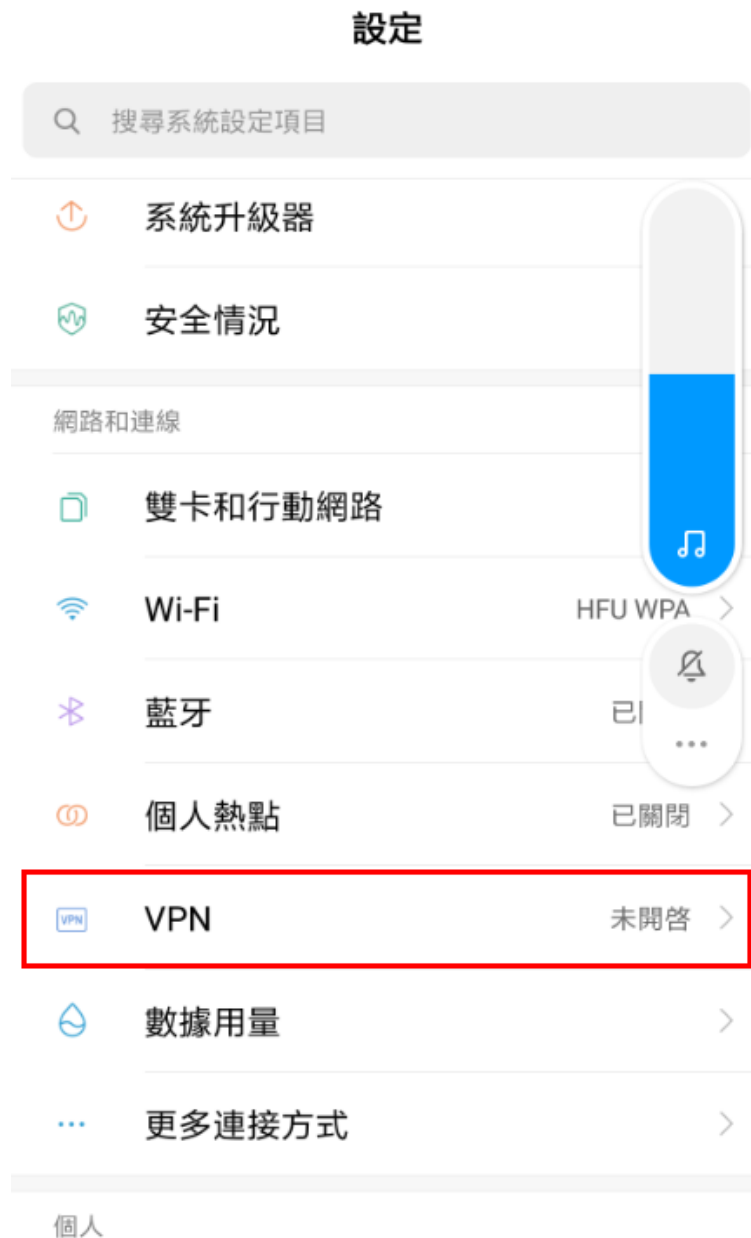 設定
搜尋系統設定項目
系統升級器
安全情況
網路和連線
雙卡和行動網路
Wi-Fi HFU WPA
藍牙 已
個人熱點 已關閉
VPN VPN 未開啓
數據用量
更多連接方式
個人